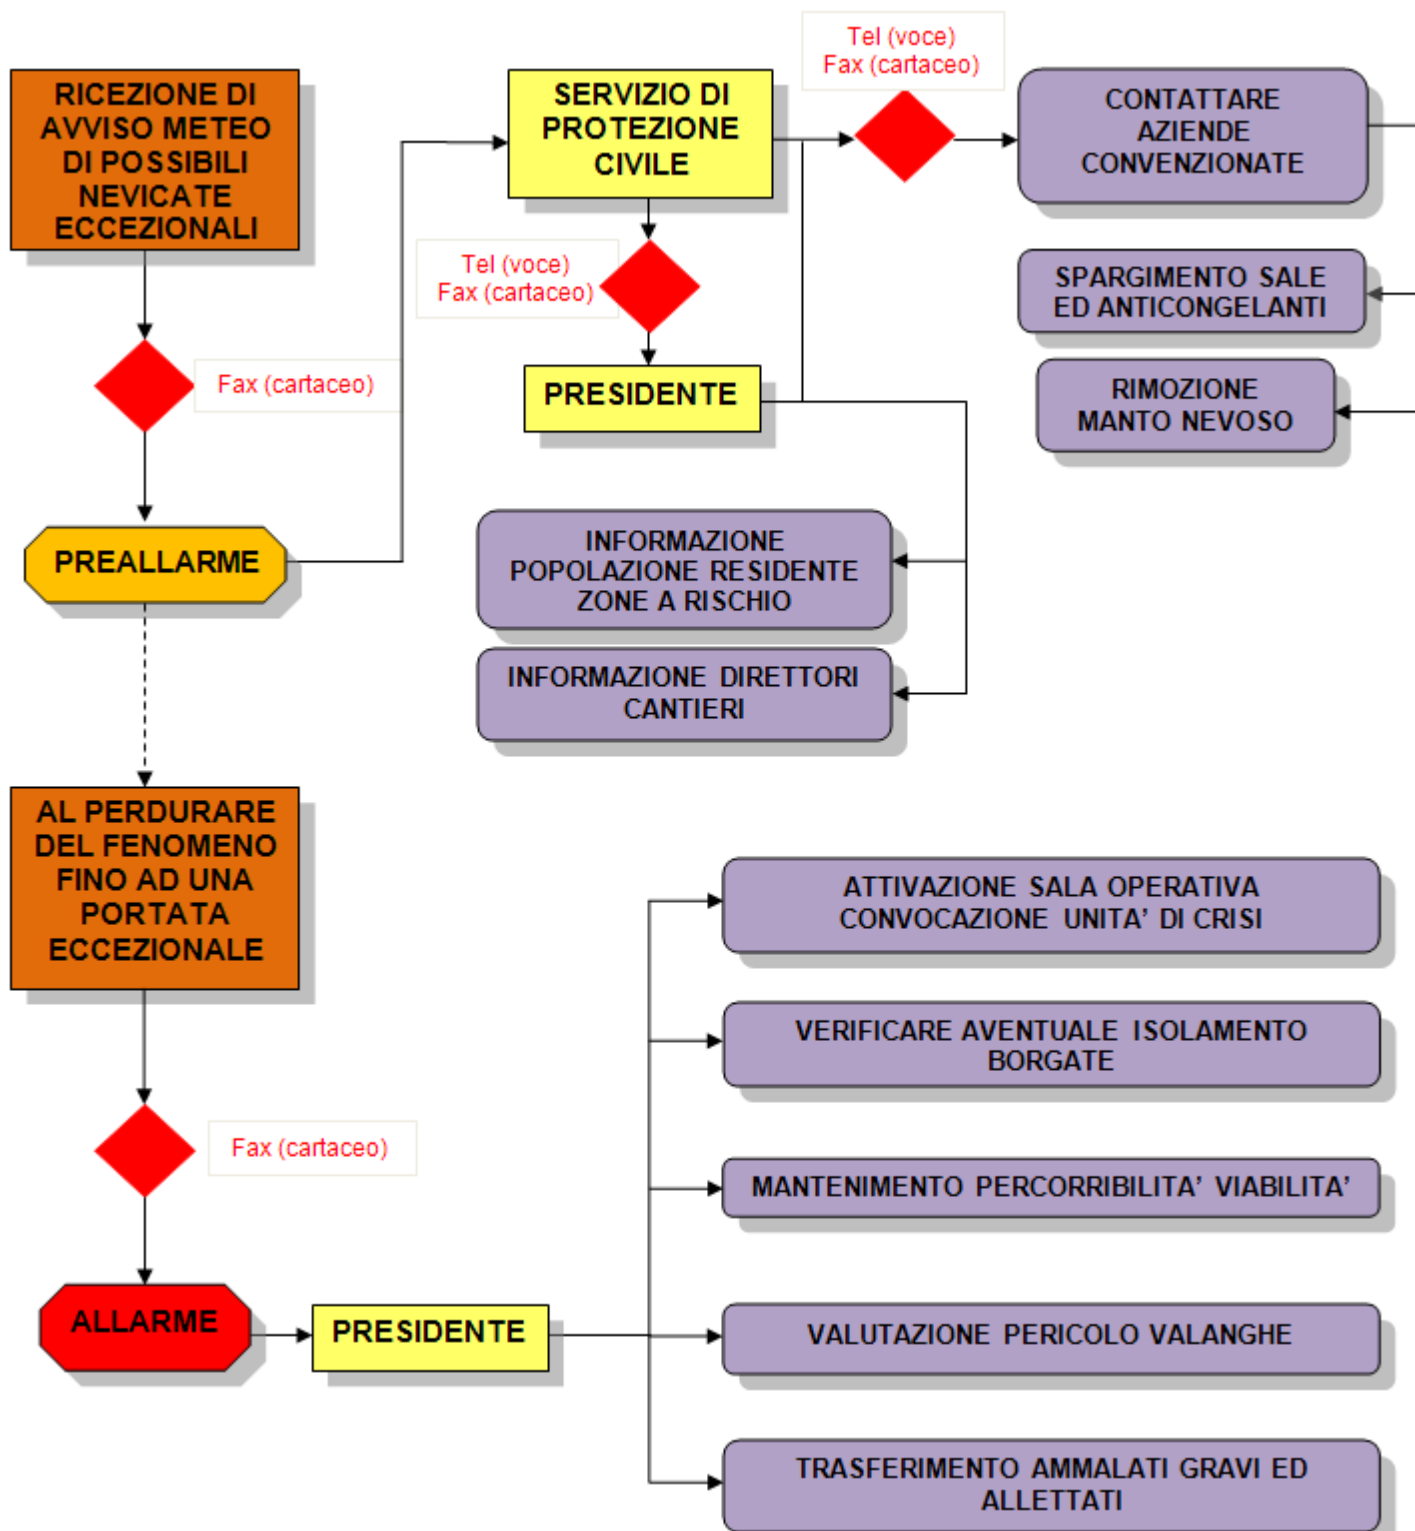 Tel (voce)
Fax (cartaceo)
RICEZIONE DI
AVVISO METEO
DI POSSIBILI
NEVICATE
ECCEZIONALI
SERVIZIO DI
PROTEZIONE
CIVILE
CONTATTARE
AZIENDE
CONVENZIONATE
Tel (voce)
Fax (cartaceo)
SPARGIMENTO SALE
ED ANTICONGELANTI
Fax (cartaceo)
PRESIDENTE
RIMOZIONE
MANTO NEVOSO
PREALLARME
INFORMAZIONE
POPOLAZIONE RESIDENTE
ZONE A RISCHIO
INFORMAZIONE DIRETTORI
CANTIERI
AL PERDURARE
DEL FENOMENO
FINO AD UNA
PORTATA
ECCEZIONALE
ATTIVAZIONE SALA OPERATIVA
CONVOCAZIONE UNITA’ DI CRISI
VERIFICARE AVENTUALE ISOLAMENTO
BORGATE
Fax (cartaceo)
MANTENIMENTO PERCORRIBILITA’ VIABILITA’
ALLARME
PRESIDENTE
VALUTAZIONE PERICOLO VALANGHE
TRASFERIMENTO AMMALATI GRAVI ED
ALLETTATI